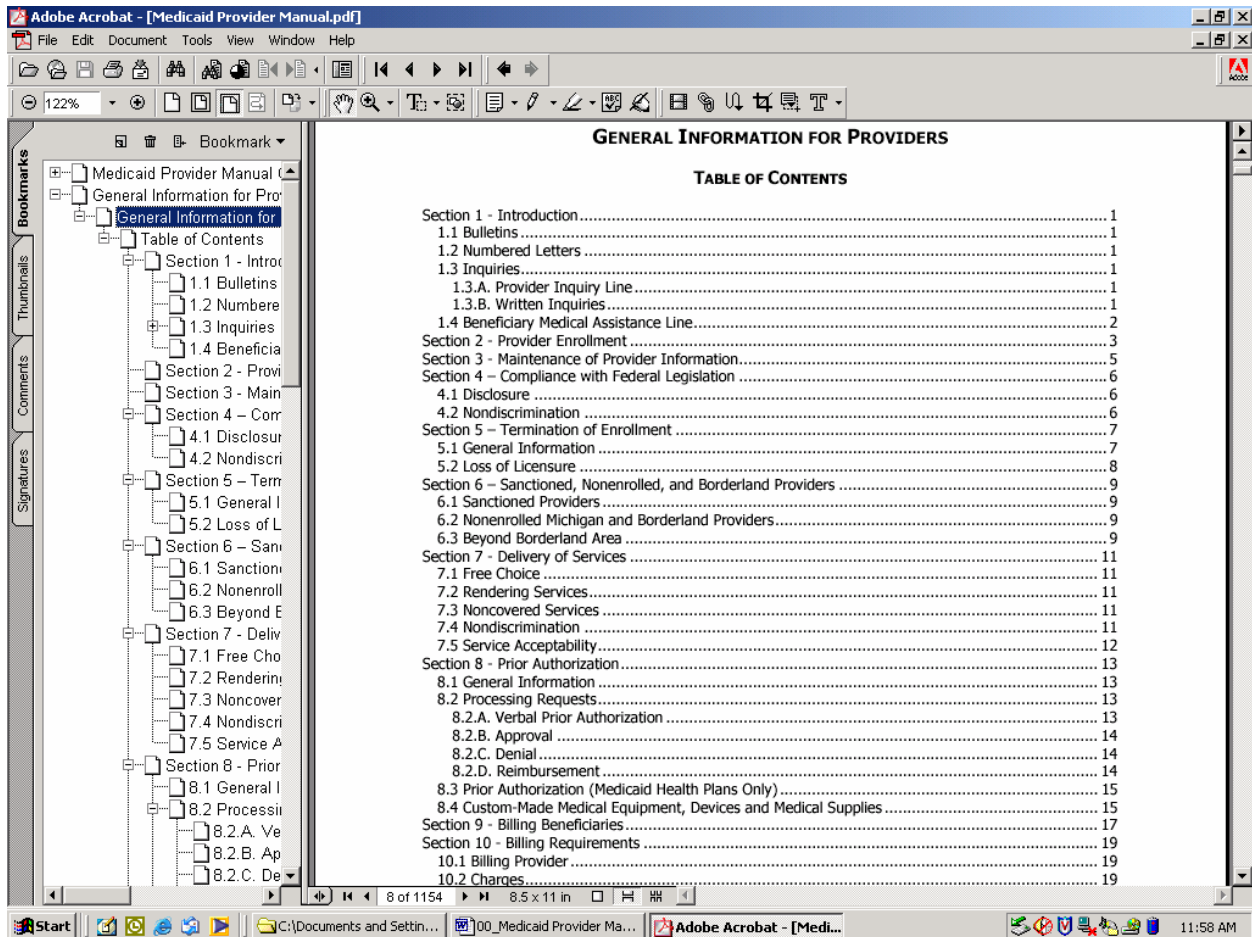 Adobe Acrobat - [Medicaid Provider Manual.pdf]
File Edit Document Tools View Window Help
122%
Bookmarks
Thumbnails
Comments
Signatures
Bookmark
Medicaid Provider Manual (
General Information for Pro
General Information for
Table of Contents
Section 1 - Introd
1.1 Bulletins
1.2 Numbere
1.3 Inquiries
1.4 Beneficia
Section 2 - Provi
Section 3 - Main
Section 4 – Com
4.1 Disclosur
4.2 Nondiscri
Section 5 – Term
5.1 General I
5.2 Loss of L
Section 6 – San
6.1 Sanction
6.2 Nonenroll
6.3 Beyond B
Section 7 - Deliv
7.1 Free Cho
7.2 Rendering
7.3 Noncover
7.4 Nondiscri
7.5 Service A
Section 8 - Prior
8.1 General I
8.2 Processi
8.2.A. Ve
8.2.B. Ap
8.2.C. De
GENERAL INFORMATION FOR PROVIDERS
TABLE OF CONTENTS
Section 1 - Introduction 1
1.1 Bulletins 1
1.2 Numbered Letters 1
1.3 Inquiries 1
1.3.A. Provider Inquiry Line 1
1.3.B. Written Inquiries 1
1.4 Beneficiary Medical Assistance Line 2
Section 2 - Provider Enrollment 3
Section 3 - Maintenance of Provider Information 5
Section 4 – Compliance with Federal Legislation 6
4.1 Disclosure 6
4.2 Nondiscrimination 6
Section 5 – Termination of Enrollment 7
5.1 General Information 7
5.2 Loss of Licensure 8
Section 6 – Sanctioned, Nonenrolled, and Borderland Providers 9
6.1 Sanctioned Providers 9
6.2 Nonenrolled Michigan and Borderland Providers 9
6.3 Beyond Borderland Area 9
Section 7 - Delivery of Services 11
7.1 Free Choice 11
7.2 Rendering Services 11
7.3 Noncovered Services 11
7.4 Nondiscrimination 11
7.5 Service Acceptability 12
Section 8 - Prior Authorization 13
8.1 General Information 13
8.2 Processing Requests 13
8.2.A. Verbal Prior Authorization 13
8.2.B. Approval 14
8.2.C. Denial 14
8.2.D. Reimbursement 14
8.3 Prior Authorization (Medicaid Health Plans Only) 15
8.4 Custom-Made Medical Equipment, Devices and Medical Supplies 15
Section 9 - Billing Beneficiaries 17
Section 10 - Billing Requirements 19
10.1 Billing Provider 19
10.2 Charges 19
8 of 1154 8.5 x 11 in
Start C:\Documents and Settin... 00_Medicaid Provider Ma... Adobe Acrobat - [Medi... 11:58 AM